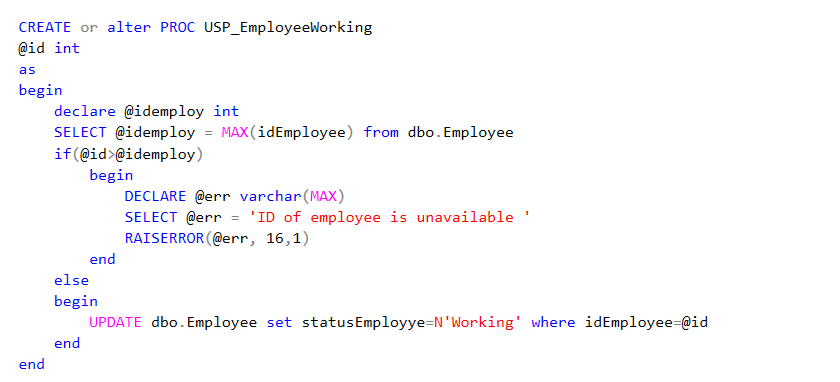 CREATE or alter PROC USP_EmployeeWorking
@id int
as
begin
    declare @idemploy int
    SELECT @idemploy = MAX(idEmployee) from dbo.Employee
    if(@id>@idemploy)
        begin
            DECLARE @err varchar(MAX)
            SELECT @err = 'ID of employee is unavailable '
            RAISERROR(@err, 16,1)
        end
    else
    begin
        UPDATE dbo.Employee set statusEmployye=N'Working' where idEmployee=@id
    end
end